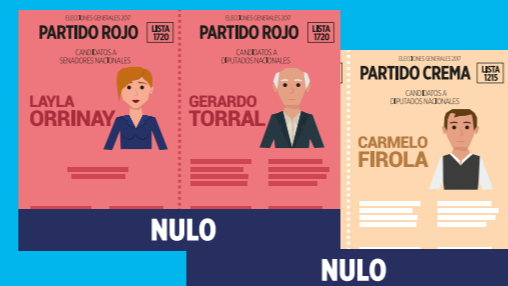 ELECCIONES GENERALES 2017
PARTIDO ROJO
LISTA
1720
CANDIDATOS A
SENADORES NACIONALES
LAYLA
ORRINAY
ELECCIONES GENERALES 2017
PARTIDO ROJO
LISTA
1720
CANDIDATOS A
DIPUTADOS NACIONALES
GERARDO
TORRAL
NULO
ELECCIONES GENERALES 2017
PARTIDO CREMA
LISTA
1215
CANDIDATOS A
DIPUTADOS NACIONALES
CARMELO
FIROLA
NULO